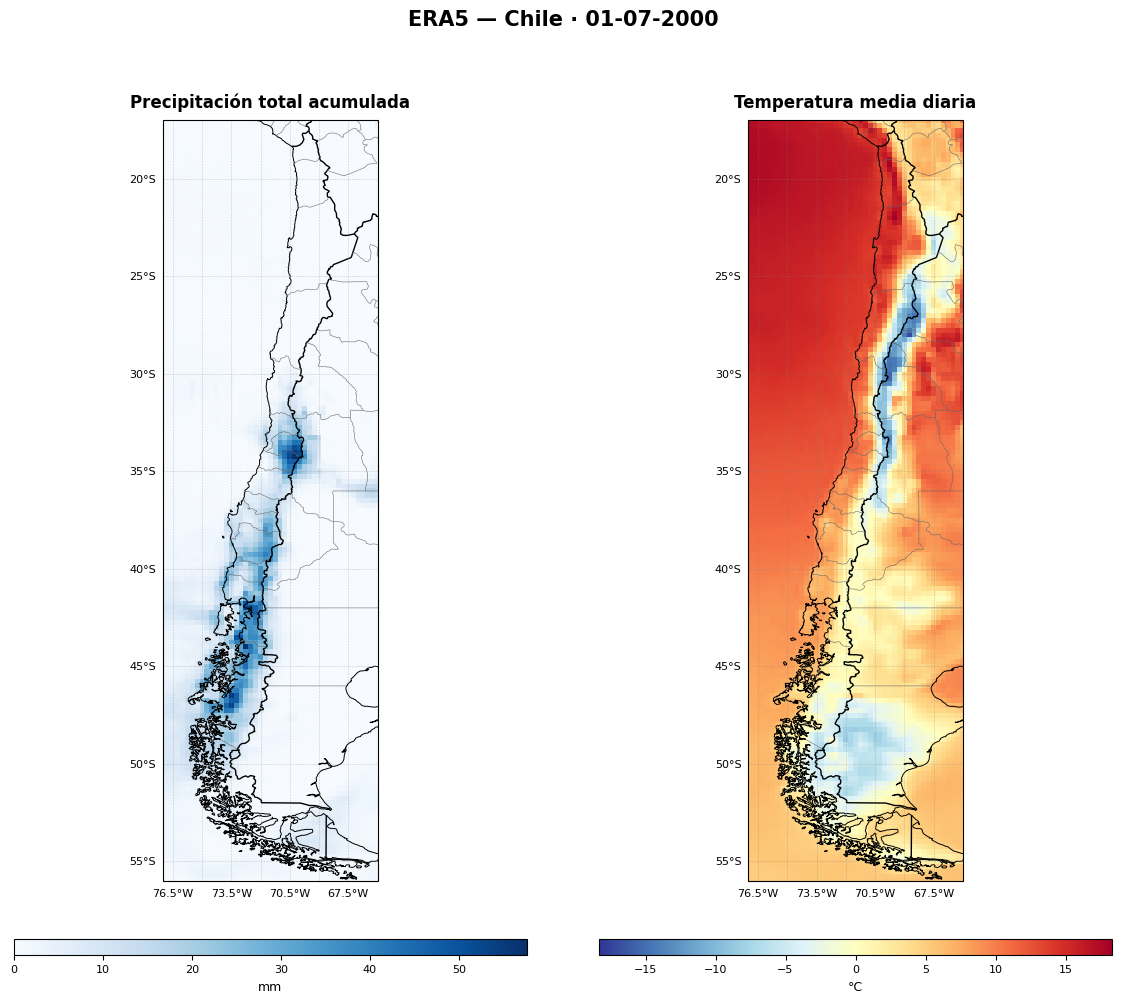 ERA5 — Chile · 01-07-2000
Precipitación total acumulada
20°S
25°S
30°S
35°S
40°S
45°S
50°S
55°S
76.5°W 73.5°W 70.5°W 67.5°W
0 10 20 30 40 50
mm
Temperatura media diaria
20°S
25°S
30°S
35°S
40°S
45°S
50°S
55°S
76.5°W 73.5°W 70.5°W 67.5°W
−15 −10 −5 0 5 10 15
°C